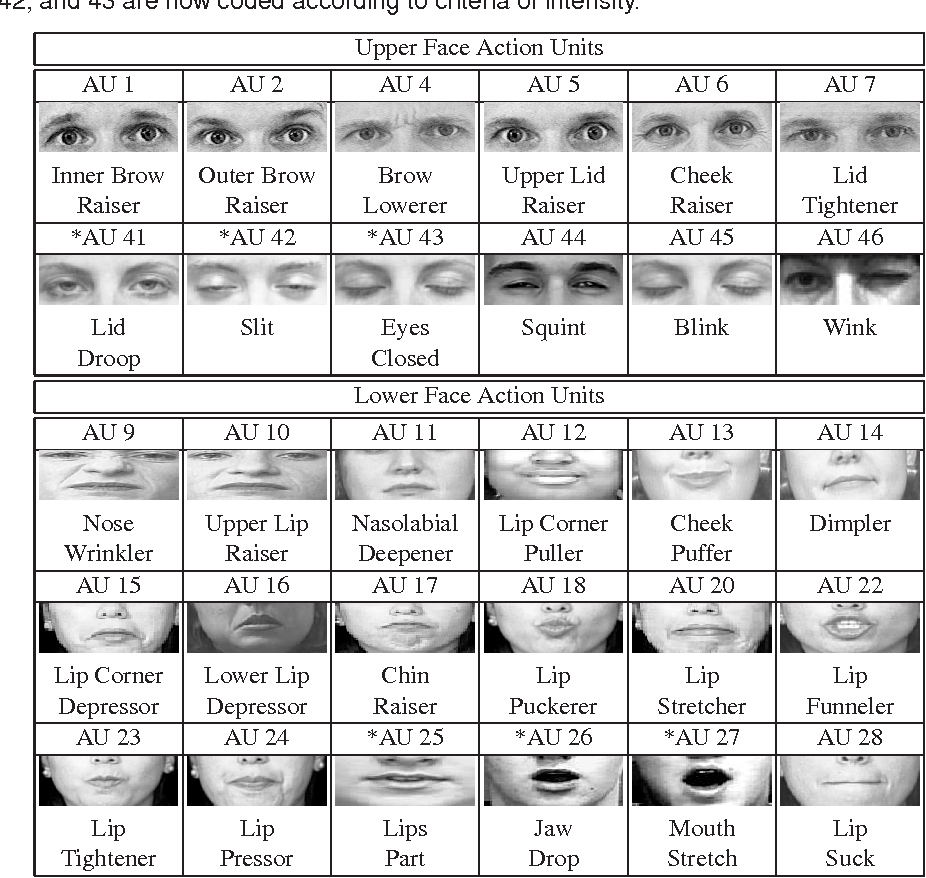 42, and 43 are now coded according to criteria of intensity.
Upper Face Action Units
AU 1 AU 2 AU 4 AU 5 AU 6 AU 7
Inner Brow Outer Brow Brow Upper Lid Cheek Lid
Raiser Raiser Lowerer Raiser Raiser Tightener
*AU 41 *AU 42 *AU 43 AU 44 AU 45 AU 46
Lid Slit Eyes Squint Blink Wink
Droop Closed
Lower Face Action Units
AU 9 AU 10 AU 11 AU 12 AU 13 AU 14
Nose Upper Lip Nasolabial Lip Corner Cheek Dimpler
Wrinkler Raiser Deepener Puller Puffer
AU 15 AU 16 AU 17 AU 18 AU 20 AU 22
Lip Corner Lower Lip Chin Lip Lip Lip
Depressor Depressor Raiser Puckerer Stretcher Funneler
AU 23 AU 24 *AU 25 *AU 26 *AU 27 AU 28
Lip Lip Lips Jaw Mouth Lip
Tightener Pressor Part Drop Stretch Suck